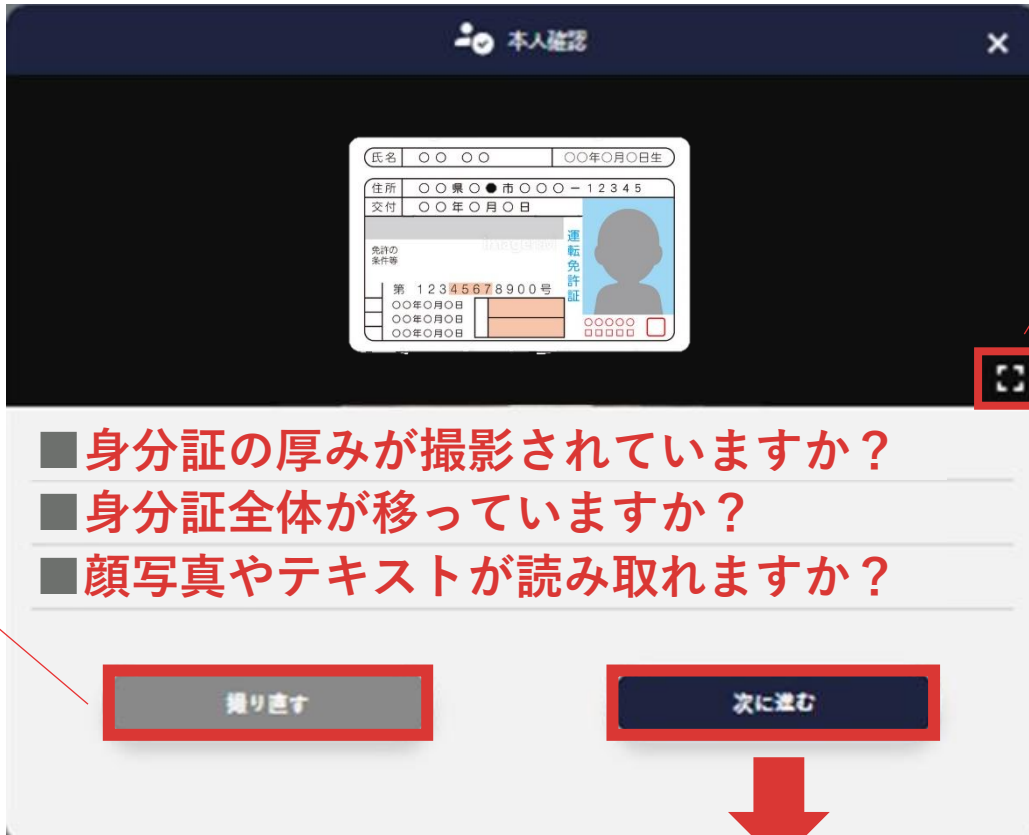 本人確認
氏名 ○○ ○○ ○○年○月○日生
住所 ○○県○●市○○○－12345
交付 ○○年○月○日
免許の
条件等
運転免許証
第 12345678900号
○○年○月○日
○○年○月○日
○○年○月○日
○○○○○
□□□□□
■身分証の厚みが撮影されていますか？
■身分証全体が移っていますか？
■顔写真やテキストが読み取れますか？
撮り直す 次に進む